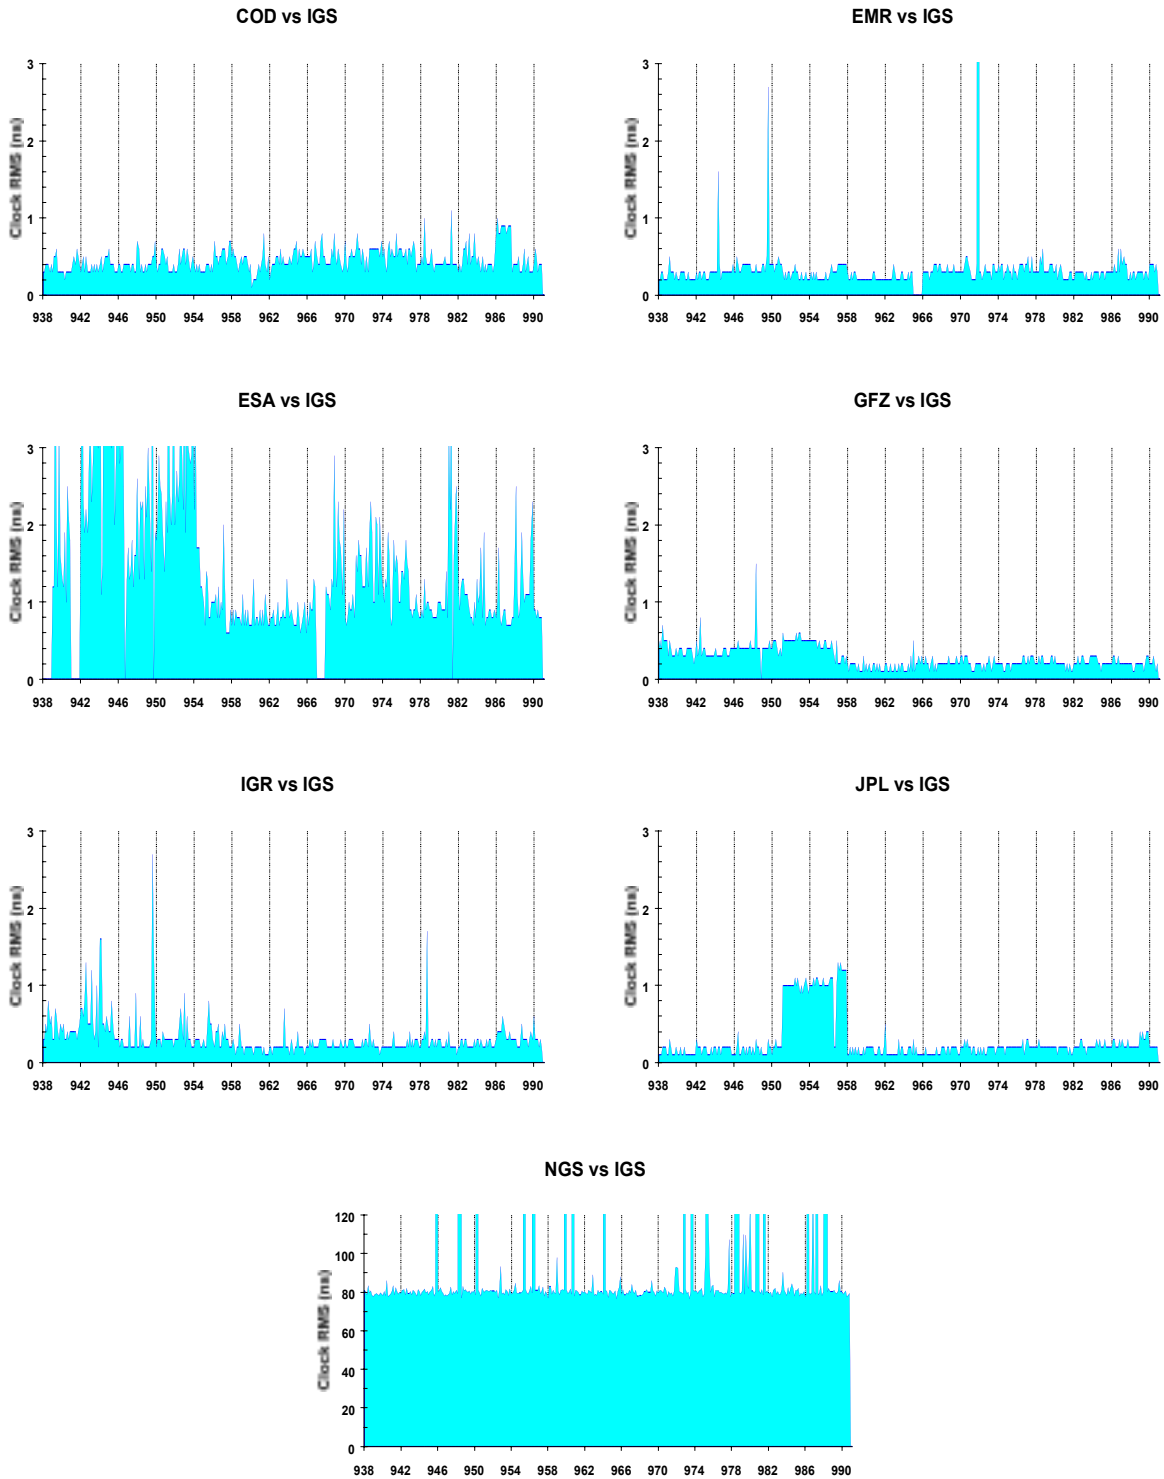 COD vs IGS
EMR vs IGS
3
2
1
0
Clock RMS (ns)
938 942 946 950 954 958 962 966 970 974 978 982 986 990
3
2
1
0
Clock RMS (ns)
938 942 946 950 954 958 962 966 970 974 978 982 986 990
ESA vs IGS
GFZ vs IGS
3
2
1
0
Clock RMS (ns)
938 942 946 950 954 958 962 966 970 974 978 982 986 990
3
2
1
0
Clock RMS (ns)
938 942 946 950 954 958 962 966 970 974 978 982 986 990
IGR vs IGS
JPL vs IGS
3
2
1
0
Clock RMS (ns)
938 942 946 950 954 958 962 966 970 974 978 982 986 990
3
2
1
0
Clock RMS (ns)
938 942 946 950 954 958 962 966 970 974 978 982 986 990
NGS vs IGS
120
100
80
60
40
20
0
Clock RMS (ns)
938 942 946 950 954 958 962 966 970 974 978 982 986 990